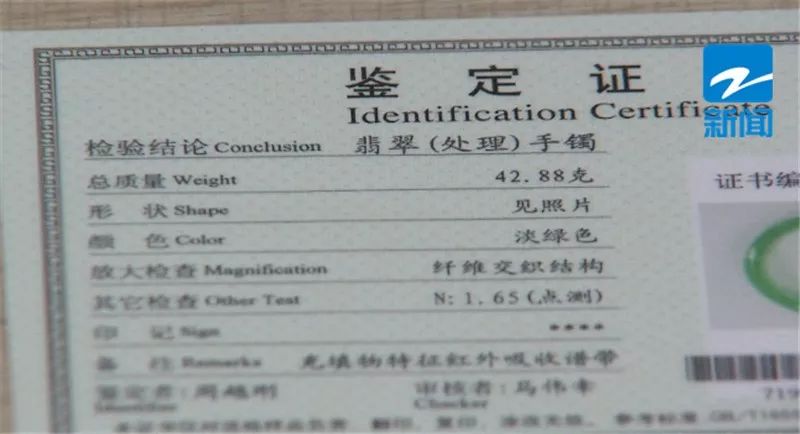 鉴定证
Identification Certificate
新闻
检验结论 Conclusion 翡翠(处理)手镯
总质量 Weight 42.88克
证书编
形状 Shape 见照片
颜色 Color 淡绿色
放大检查 Magnification 纤维交织结构
其它检查 Other Test N: 1.65(点测)
印记 Sign ****
备注 Remarks 充填物特征红外吸收谱带
鉴定者: 审核者:
Identifier Checker
719